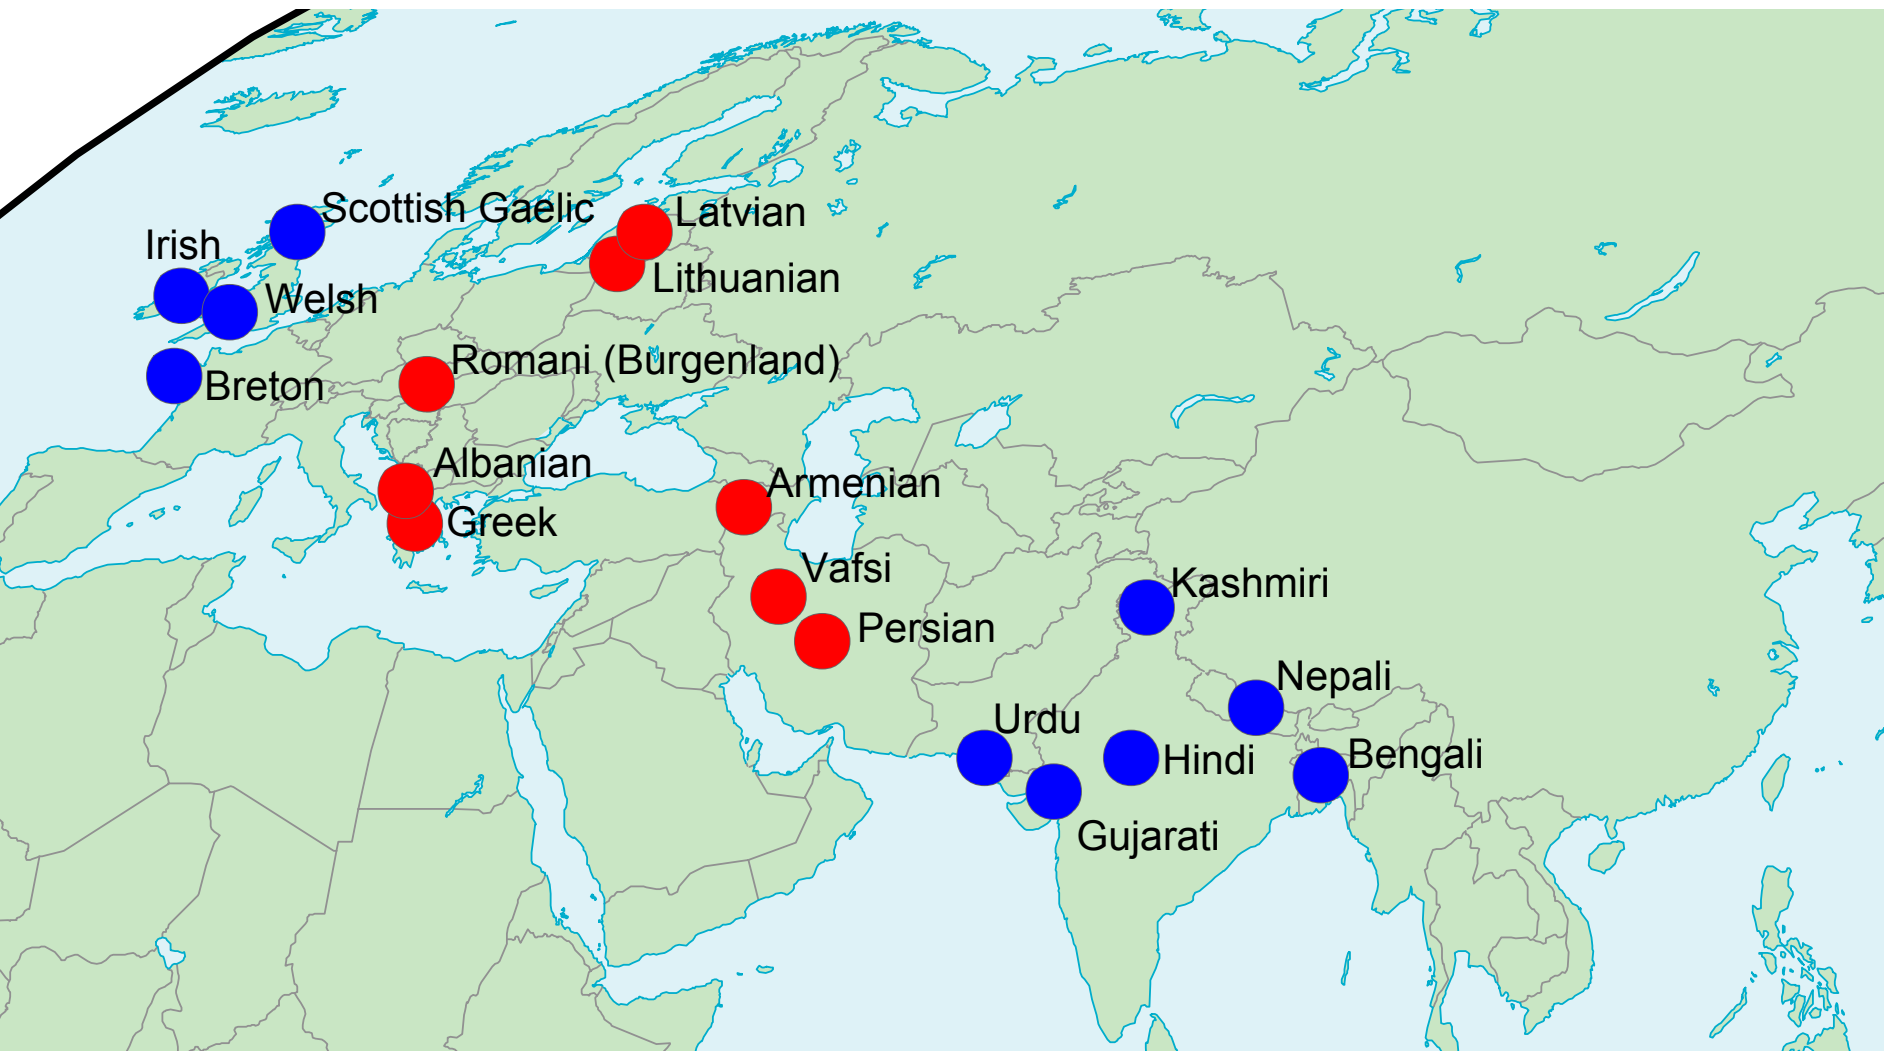 Scottish Gaelic
Latvian
Irish
Lithuanian
Welsh
Romani (Burgenland)
Breton
Albanian
Armenian
Greek
Vafsi
Kashmiri
Persian
Nepali
Urdu
Bengali
Hindi
Gujarati